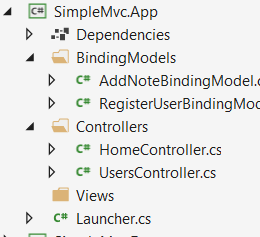 C# SimpleMvc.App
Dependencies
BindingModels
C# AddNoteBindingModel.c
C# RegisterUserBindingMod
Controllers
C# HomeController.cs
C# UsersController.cs
Views
C# Launcher.cs